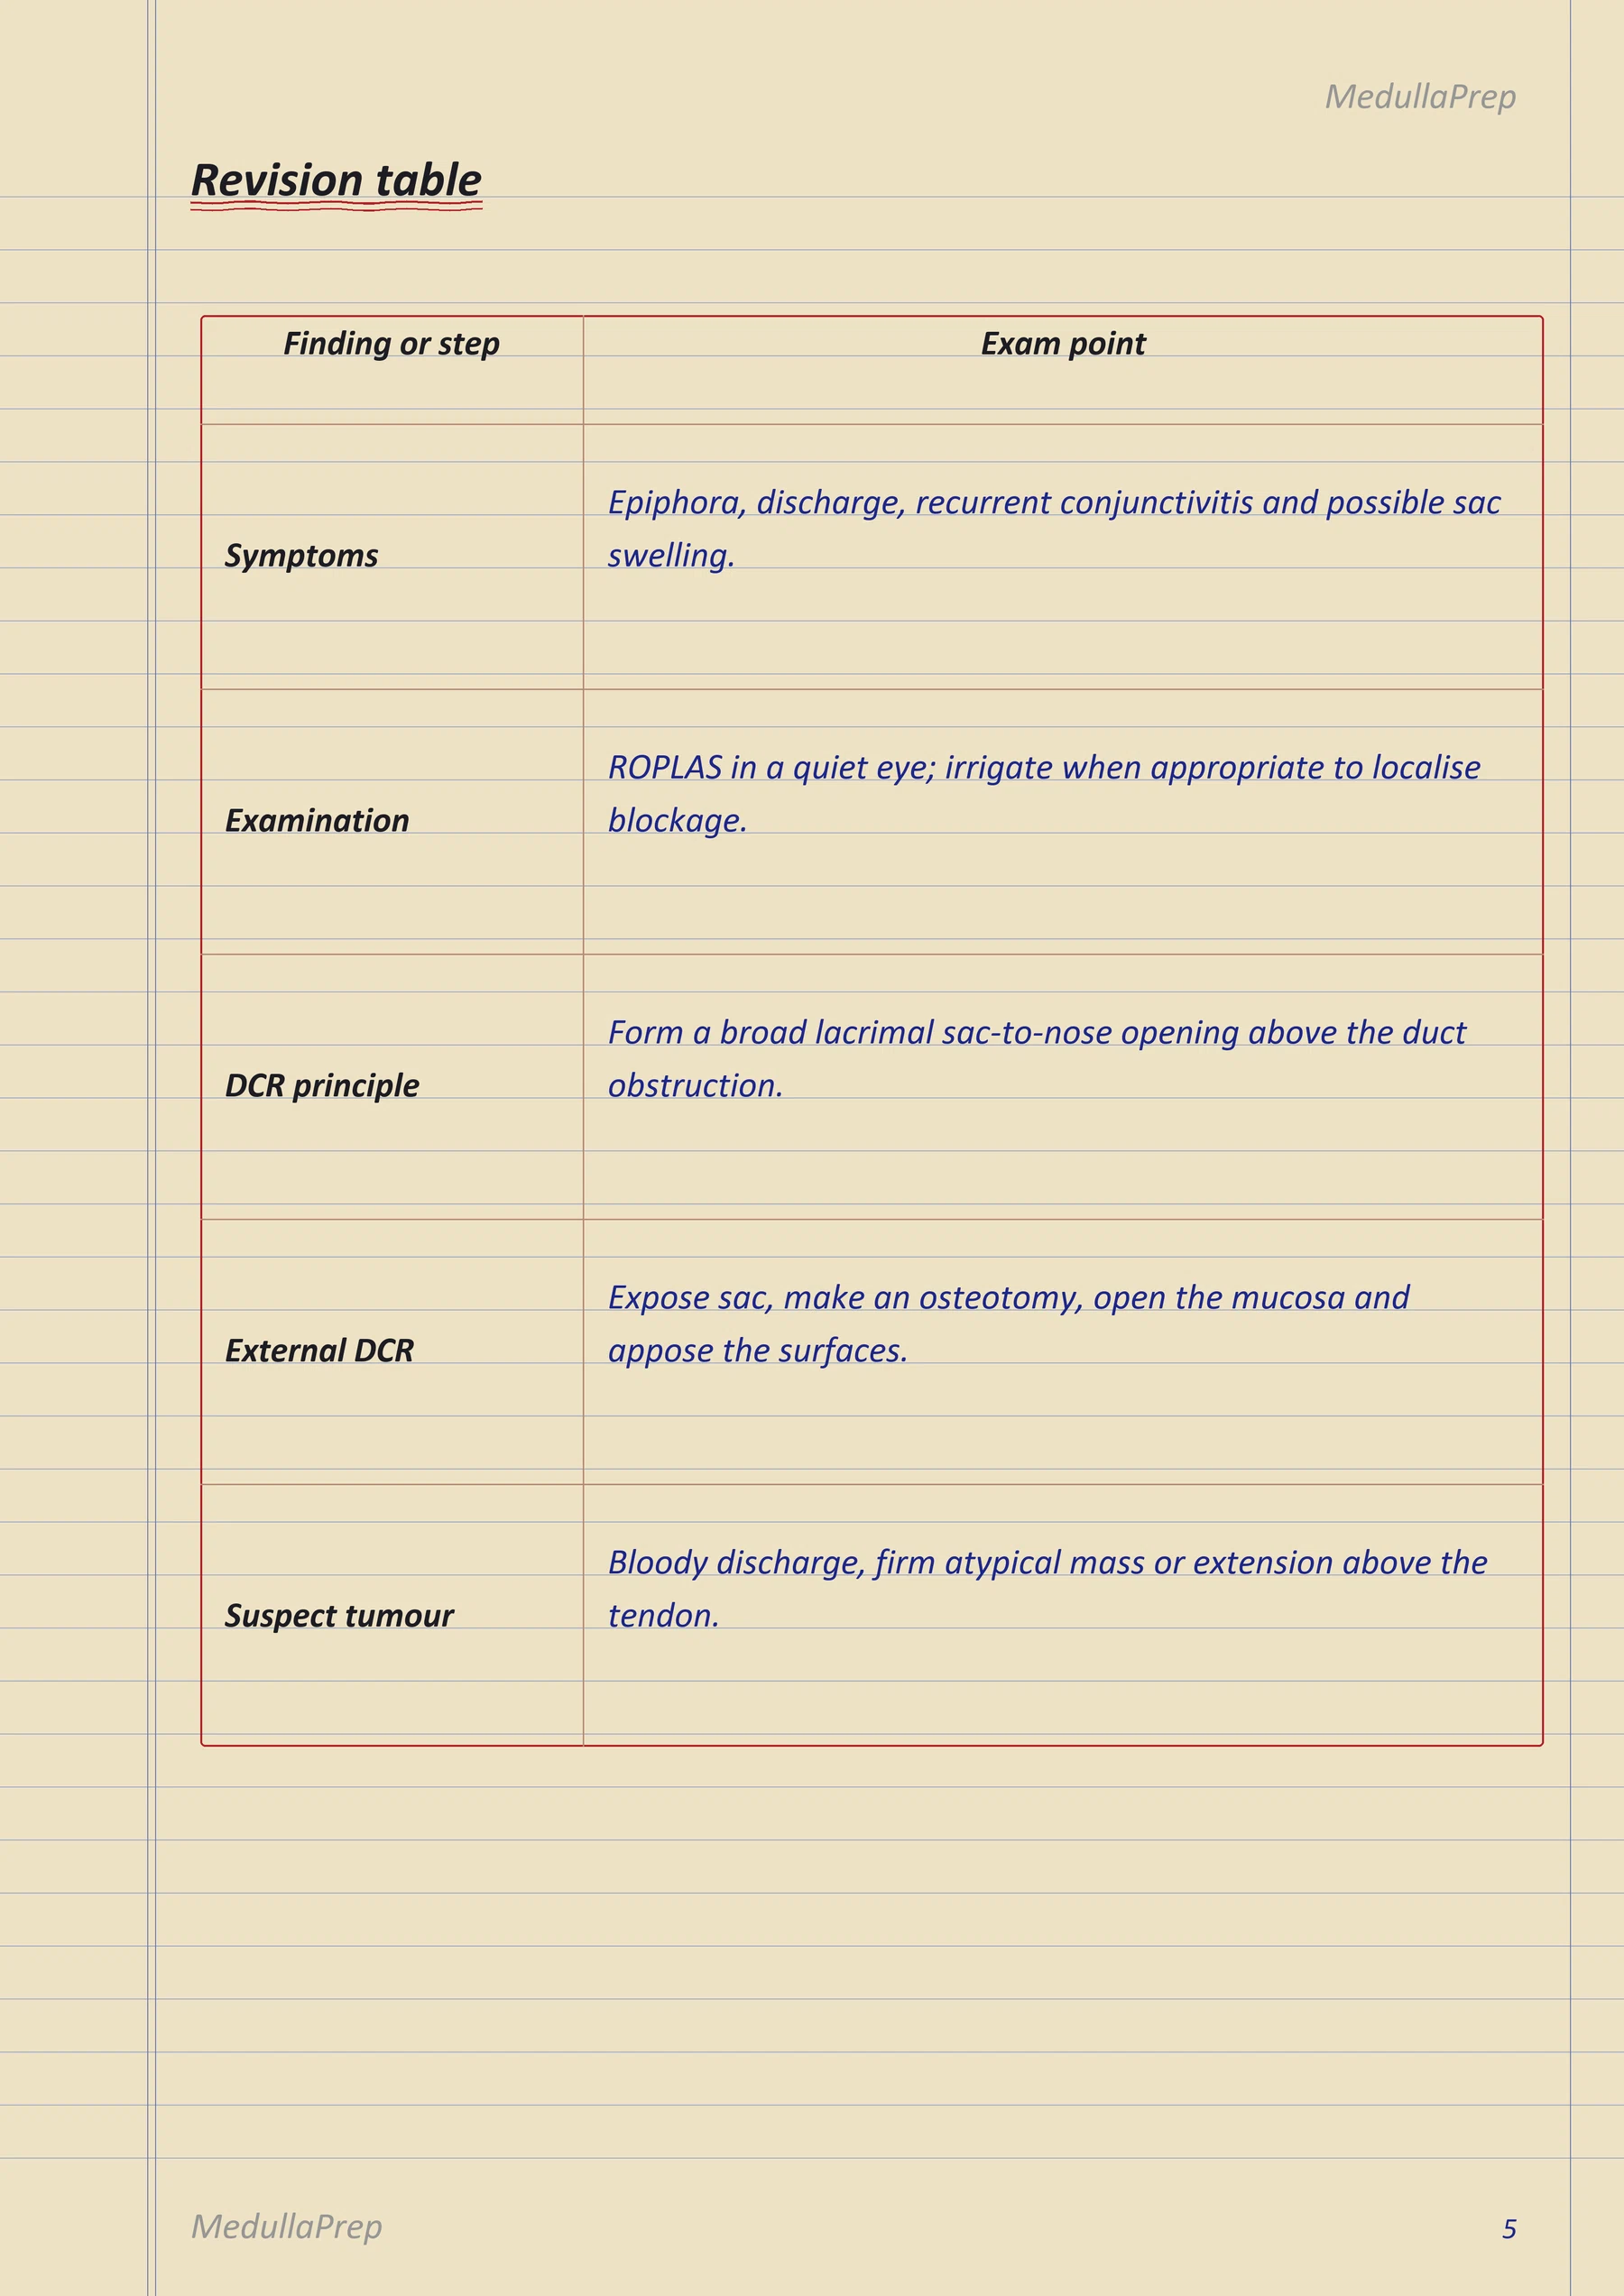 MedullaPrep
Revision table
Finding or step
Exam point
Symptoms
Epiphora, discharge, recurrent conjunctivitis and possible sac
swelling.
Examination
ROPLAS in a quiet eye; irrigate when appropriate to localise
blockage.
DCR principle
Form a broad lacrimal sac-to-nose opening above the duct
obstruction.
External DCR
Expose sac, make an osteotomy, open the mucosa and
appose the surfaces.
Suspect tumour
Bloody discharge, firm atypical mass or extension above the
tendon.
MedullaPrep
5